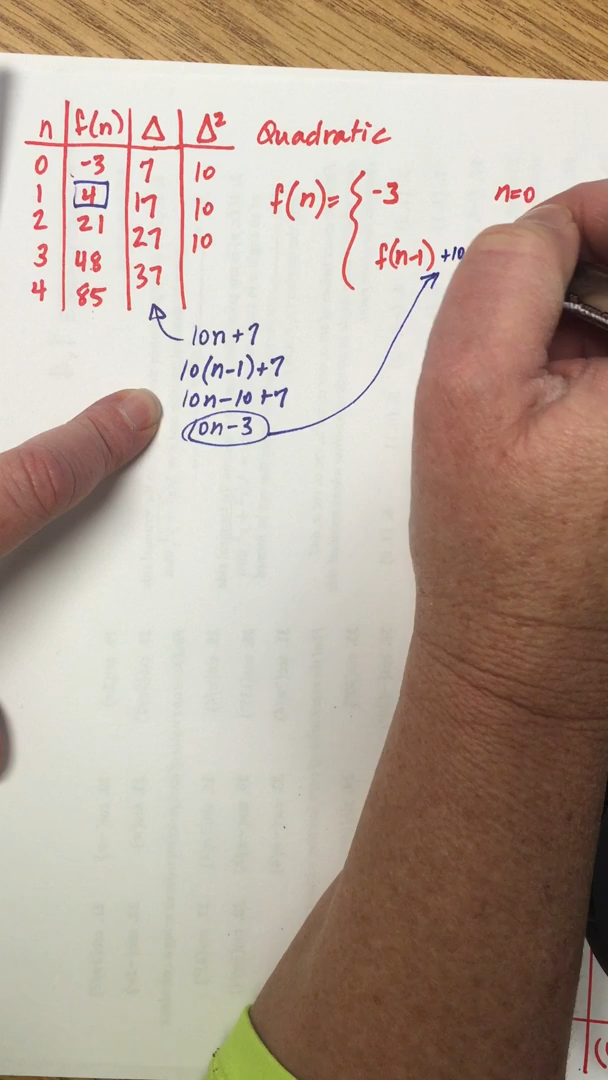 n f(n) Δ Δ² Quadratic
0 -3 7 10
1 4 17 10
2 21 27 10
3 48 37
4 85
f(n)= { -3 n=0
f(n-1) +10
10n+7
10(n-1)+7
10n-10+7
10n-3